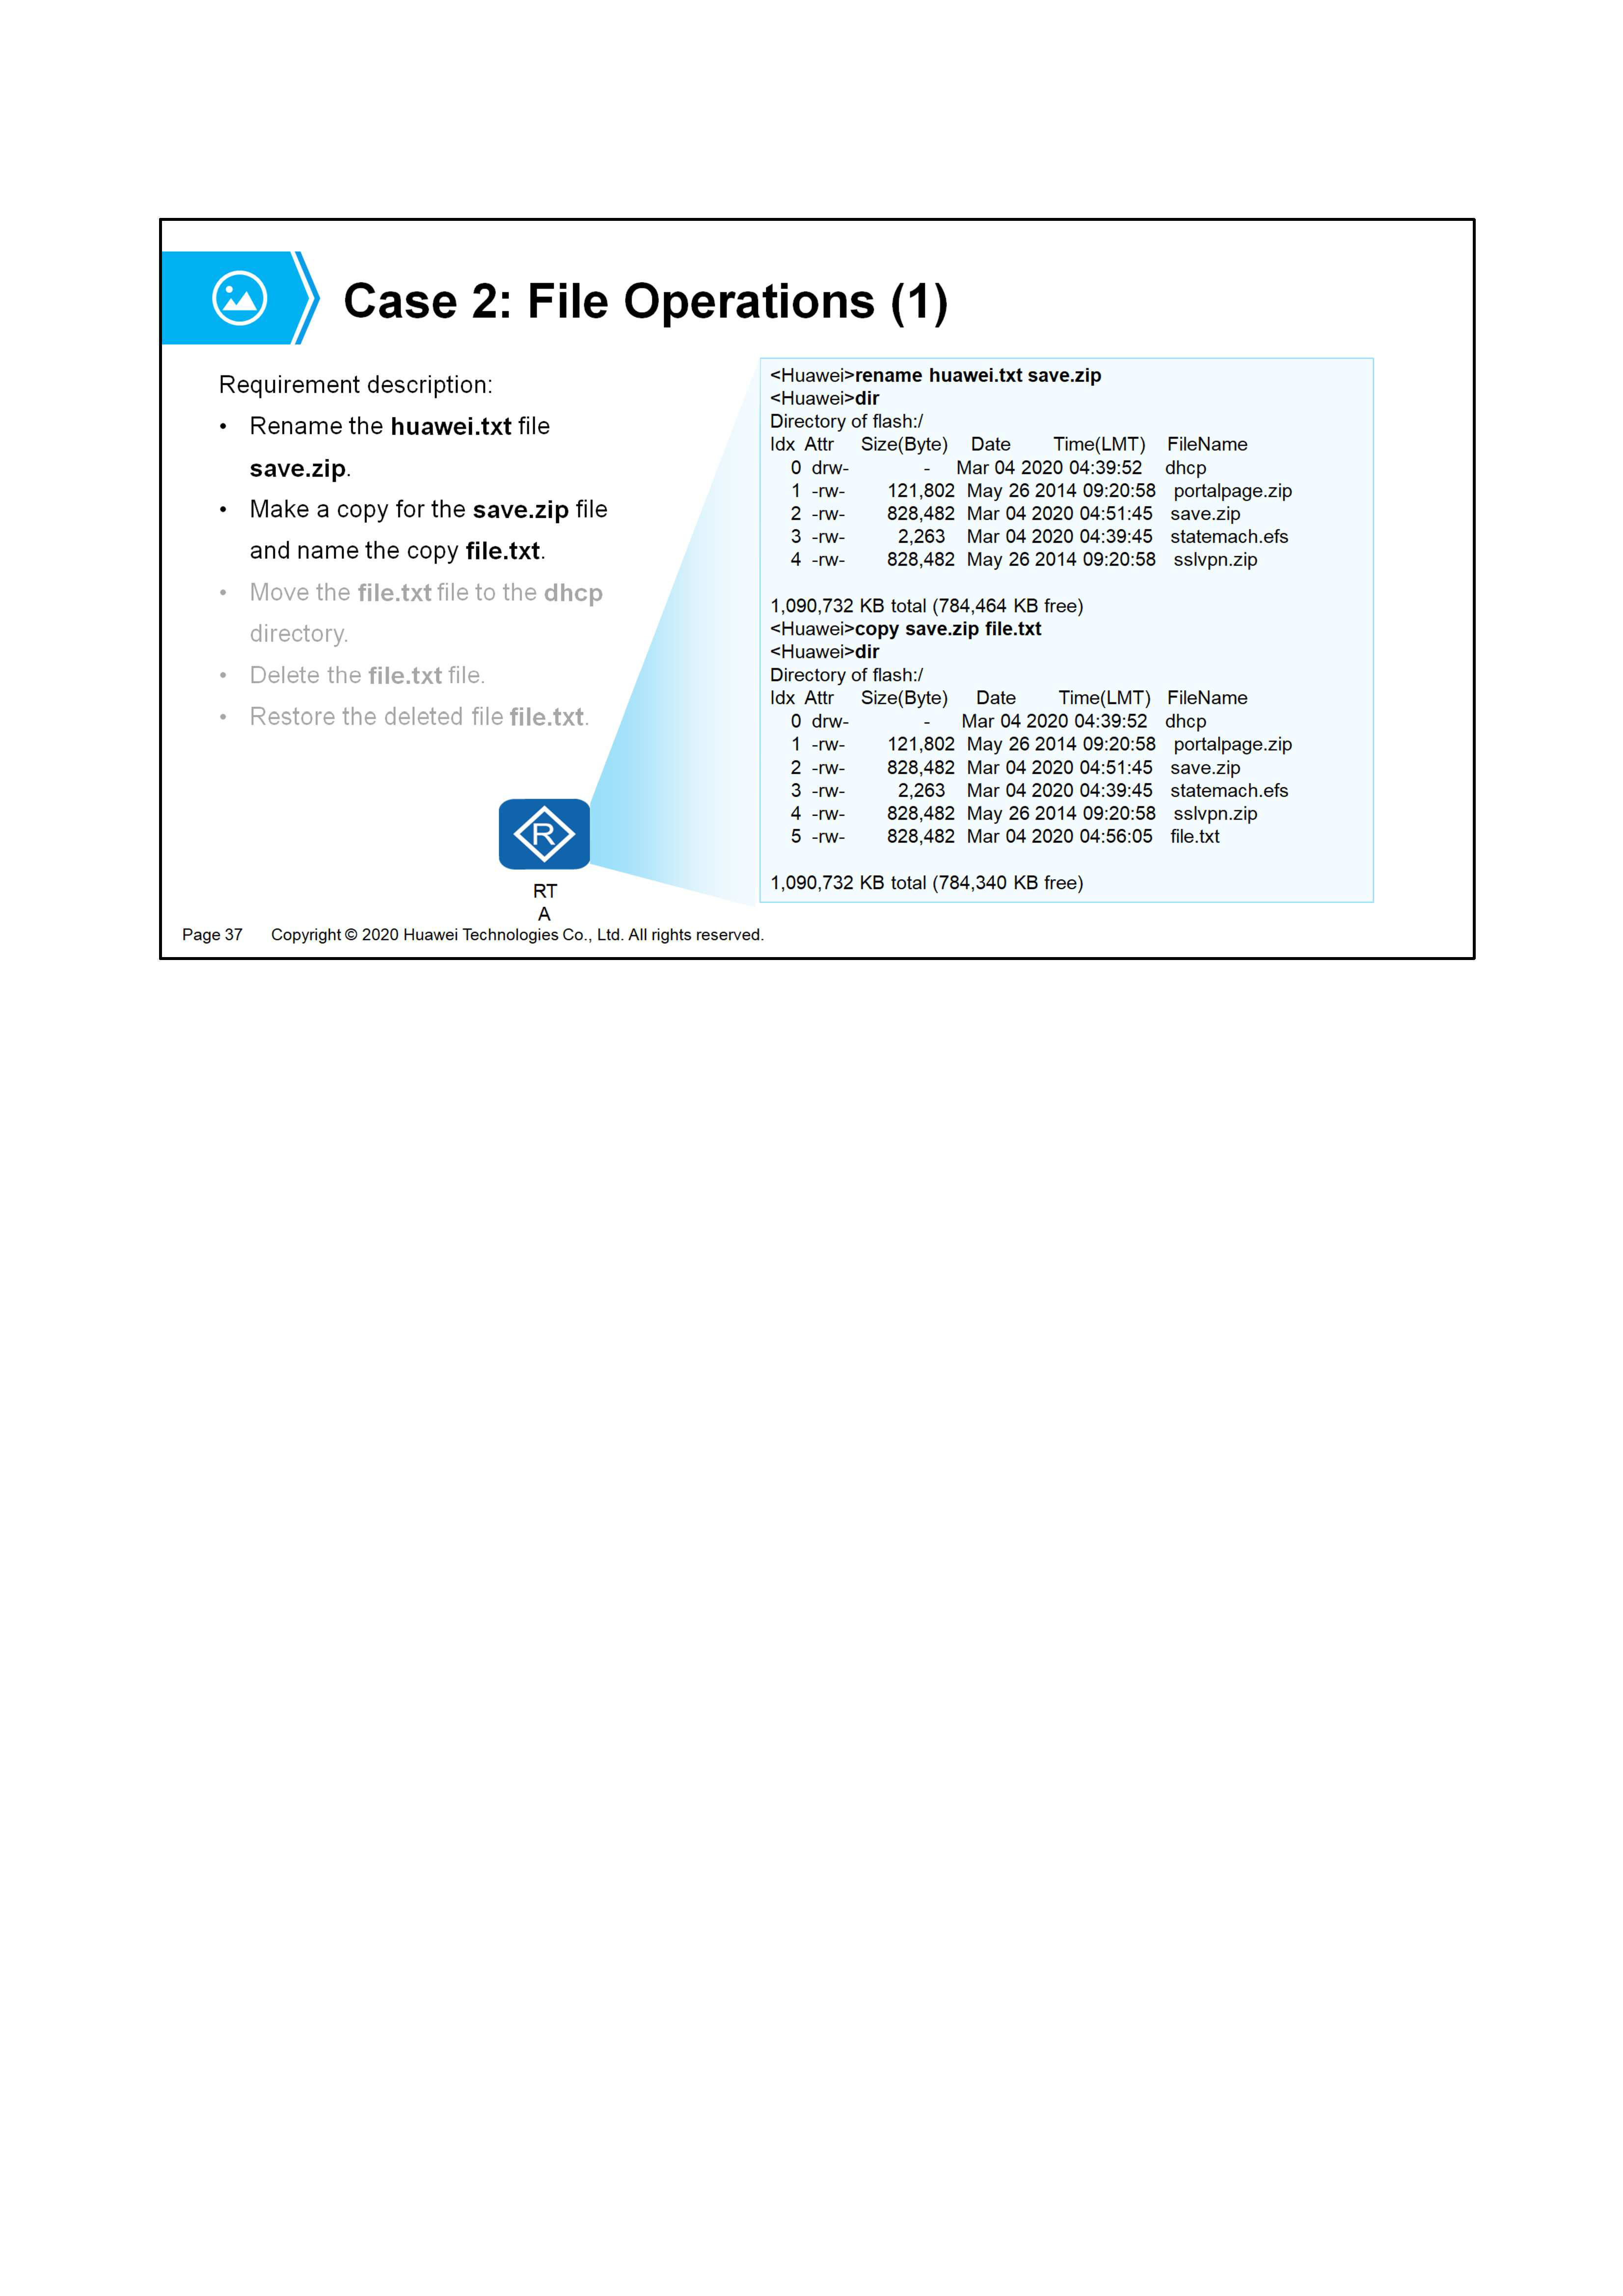 Case 2: File Operations (1)
Requirement description:
• Rename the huawei.txt file
save.zip.
• Make a copy for the save.zip file
and name the copy file.txt.
• Move the file.txt file to the dhcp
directory.
• Delete the file.txt file.
• Restore the deleted file file.txt.
R
RT
A
<Huawei>rename huawei.txt save.zip
<Huawei>dir
Directory of flash:/
Idx Attr Size(Byte) Date Time(LMT) FileName
0 drw- - Mar 04 2020 04:39:52 dhcp
1 -rw- 121,802 May 26 2014 09:20:58 portalpage.zip
2 -rw- 828,482 Mar 04 2020 04:51:45 save.zip
3 -rw- 2,263 Mar 04 2020 04:39:45 statemach.efs
4 -rw- 828,482 May 26 2014 09:20:58 sslvpn.zip
1,090,732 KB total (784,464 KB free)
<Huawei>copy save.zip file.txt
<Huawei>dir
Directory of flash:/
Idx Attr Size(Byte) Date Time(LMT) FileName
0 drw- - Mar 04 2020 04:39:52 dhcp
1 -rw- 121,802 May 26 2014 09:20:58 portalpage.zip
2 -rw- 828,482 Mar 04 2020 04:51:45 save.zip
3 -rw- 2,263 Mar 04 2020 04:39:45 statemach.efs
4 -rw- 828,482 May 26 2014 09:20:58 sslvpn.zip
5 -rw- 828,482 Mar 04 2020 04:56:05 file.txt
1,090,732 KB total (784,340 KB free)
Page 37 Copyright © 2020 Huawei Technologies Co., Ltd. All rights reserved.